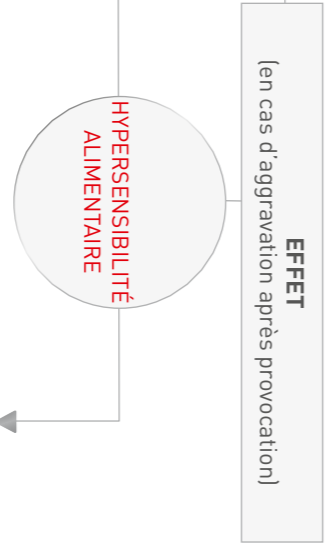 EFFET
(en cas d'aggravation après provocation)
HYPERSENSIBILITÉ
ALIMENTAIRE